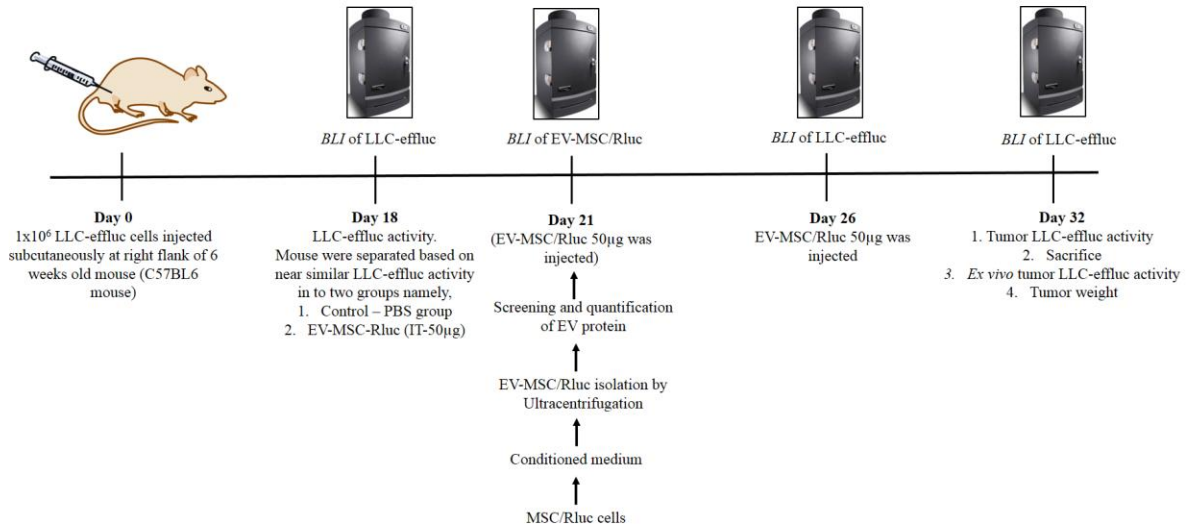 BLI of LLC-effluc
BLI of EV-MSC/Rluc
BLI of LLC-effluc
BLI of LLC-effluc
Day 0
1x10⁶ LLC-effluc cells injected
subcutaneously at right flank of 6
weeks old mouse (C57BL6
mouse)
Day 18
LLC-effluc activity.
Mouse were separated based on
near similar LLC-effluc activity
in to two groups namely,
1. Control – PBS group
2. EV-MSC-Rluc (IT-50µg)
Day 21
(EV-MSC/Rluc 50µg was
injected)
Screening and quantification
of EV protein
EV-MSC/Rluc isolation by
Ultracentrifugation
Conditioned medium
MSC/Rluc cells
Day 26
EV-MSC/Rluc 50µg was
injected
Day 32
1. Tumor LLC-effluc activity
2. Sacrifice
3. Ex vivo tumor LLC-effluc activity
4. Tumor weight